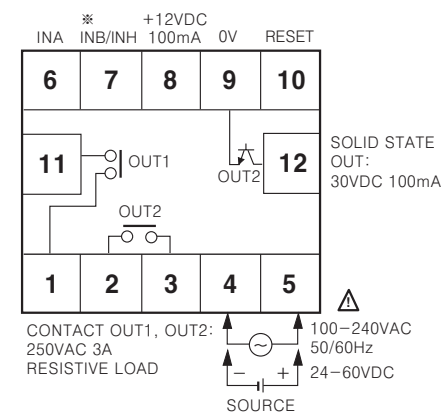 ※ +12VDC
INA INB/INH 100mA 0V RESET
6 7 8 9 10
11 OUT1 OUT2 12
SOLID STATE
OUT:
30VDC 100mA
OUT2
1 2 3 4 5
CONTACT OUT1, OUT2:
250VAC 3A
RESISTIVE LOAD
100-240VAC
50/60Hz
- + 24-60VDC
SOURCE